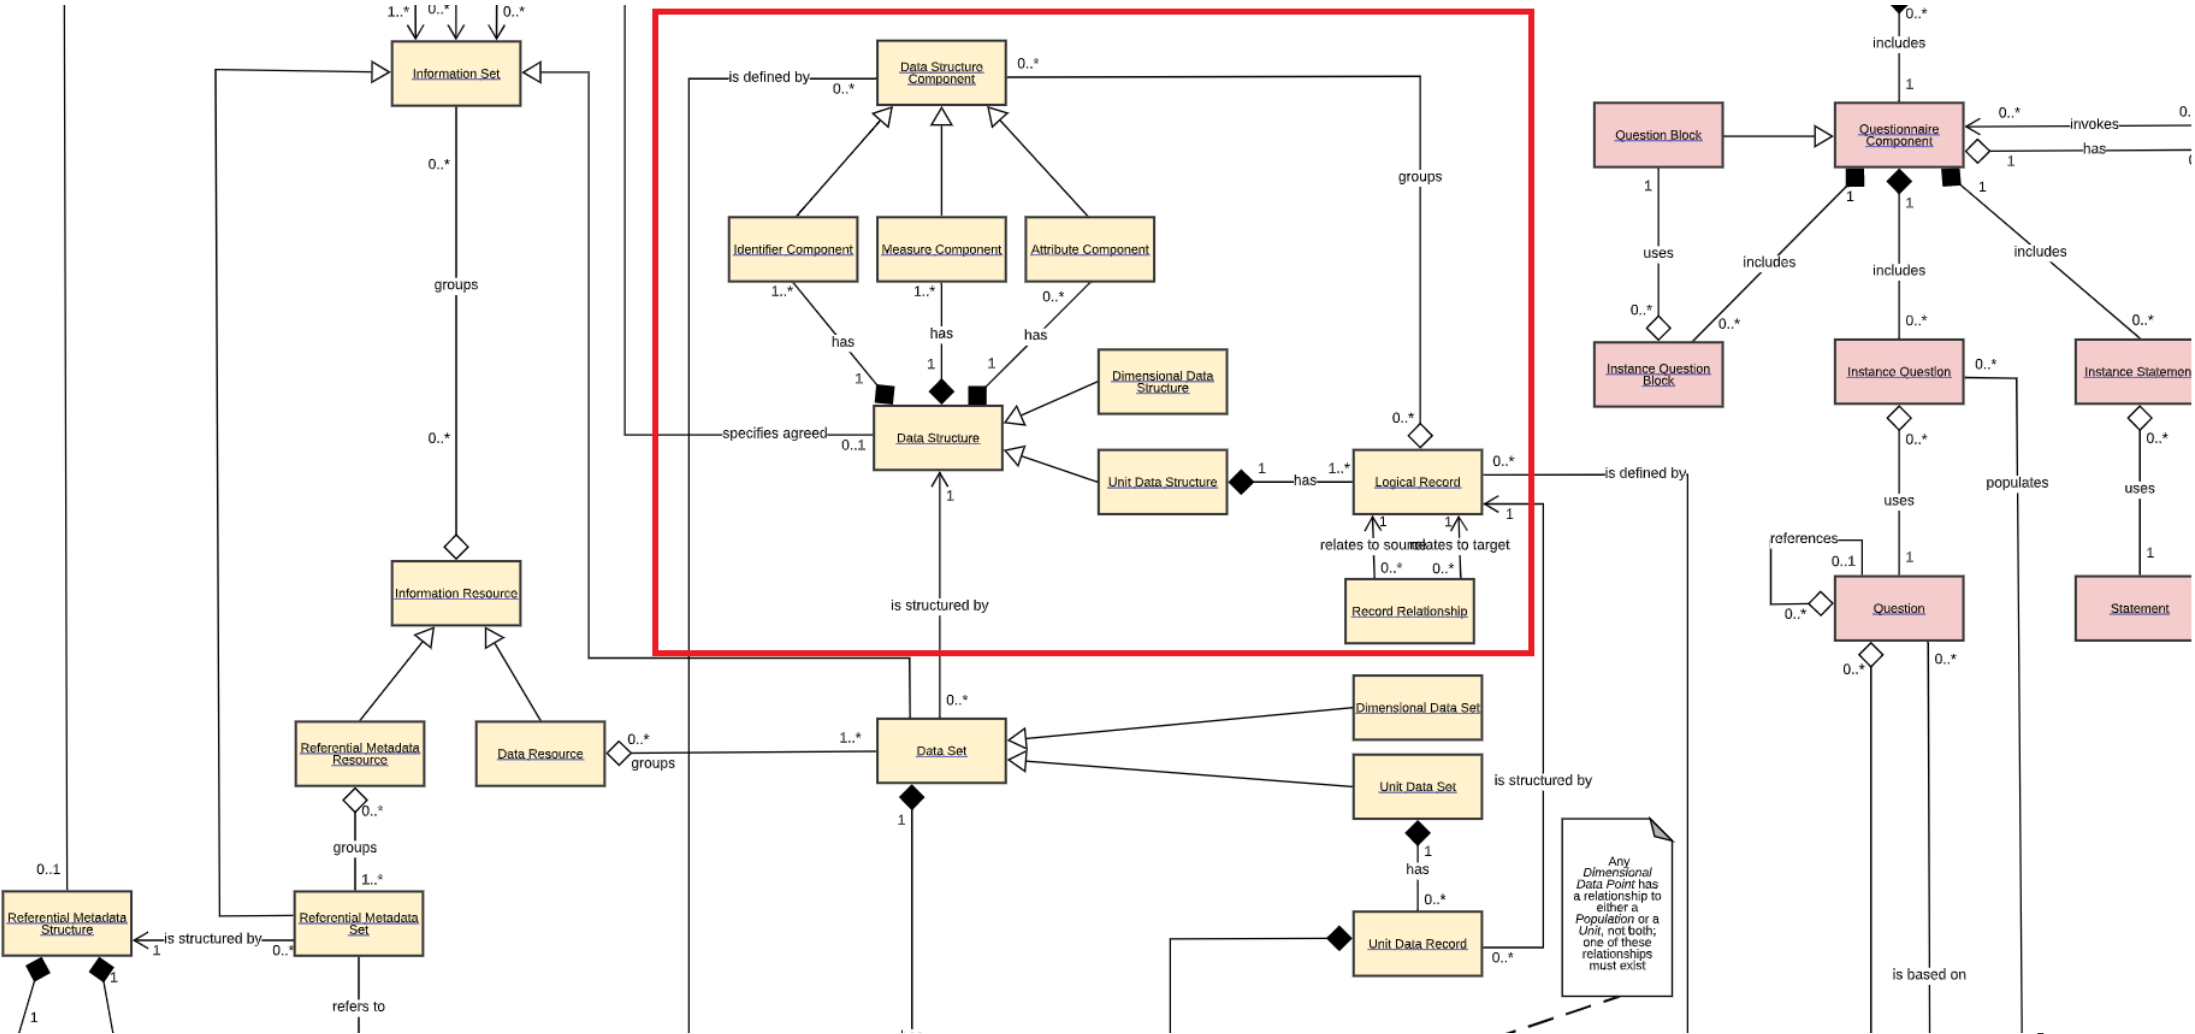 1..*
0..*
0..*
Information Set
0..*
groups
0..*
Information Resource
Referential Metadata
Resource
Data Resource
0..*
groups
1..*
0..*
groups
1..*
0..1
Referential Metadata
Structure
1
is structured by
0..*
Referential Metadata
Set
1
1
refers to
is defined by
0..*
Data Structure
Component
0..*
groups
0..*
Identifier Component
Measure Component
Attribute Component
1..*
1..*
0..*
has
has
has
1
1
1
Dimensional Data
Structure
specifies agreed
0..1
Data Structure
Unit Data Structure
1
has
1..*
Logical Record
0..*
is defined by
1
1
1
1
relates to
relates to target
0..*
0..*
Record Relationship
is structured by
0..*
Data Set
1
Dimensional Data Set
Unit Data Set
is structured by
1
has
0..*
Unit Data Record
0..*
Any
Dimensional
Data Point has
a relationship to
either a
Population or a
Unit, not both;
one of these
relationships
must exist
0..*
includes
1
Question Block
Questionnaire
Component
0..*
invokes
0.
1
has
1
uses
0..*
1
includes
0..*
1
includes
0..*
1
includes
0..*
Instance Question
Block
Instance Question
0..*
Instance Statemen
0..*
uses
1
populates
0..*
uses
1
references
0..1
0..*
Question
Statement
0..*
0..*
is based on